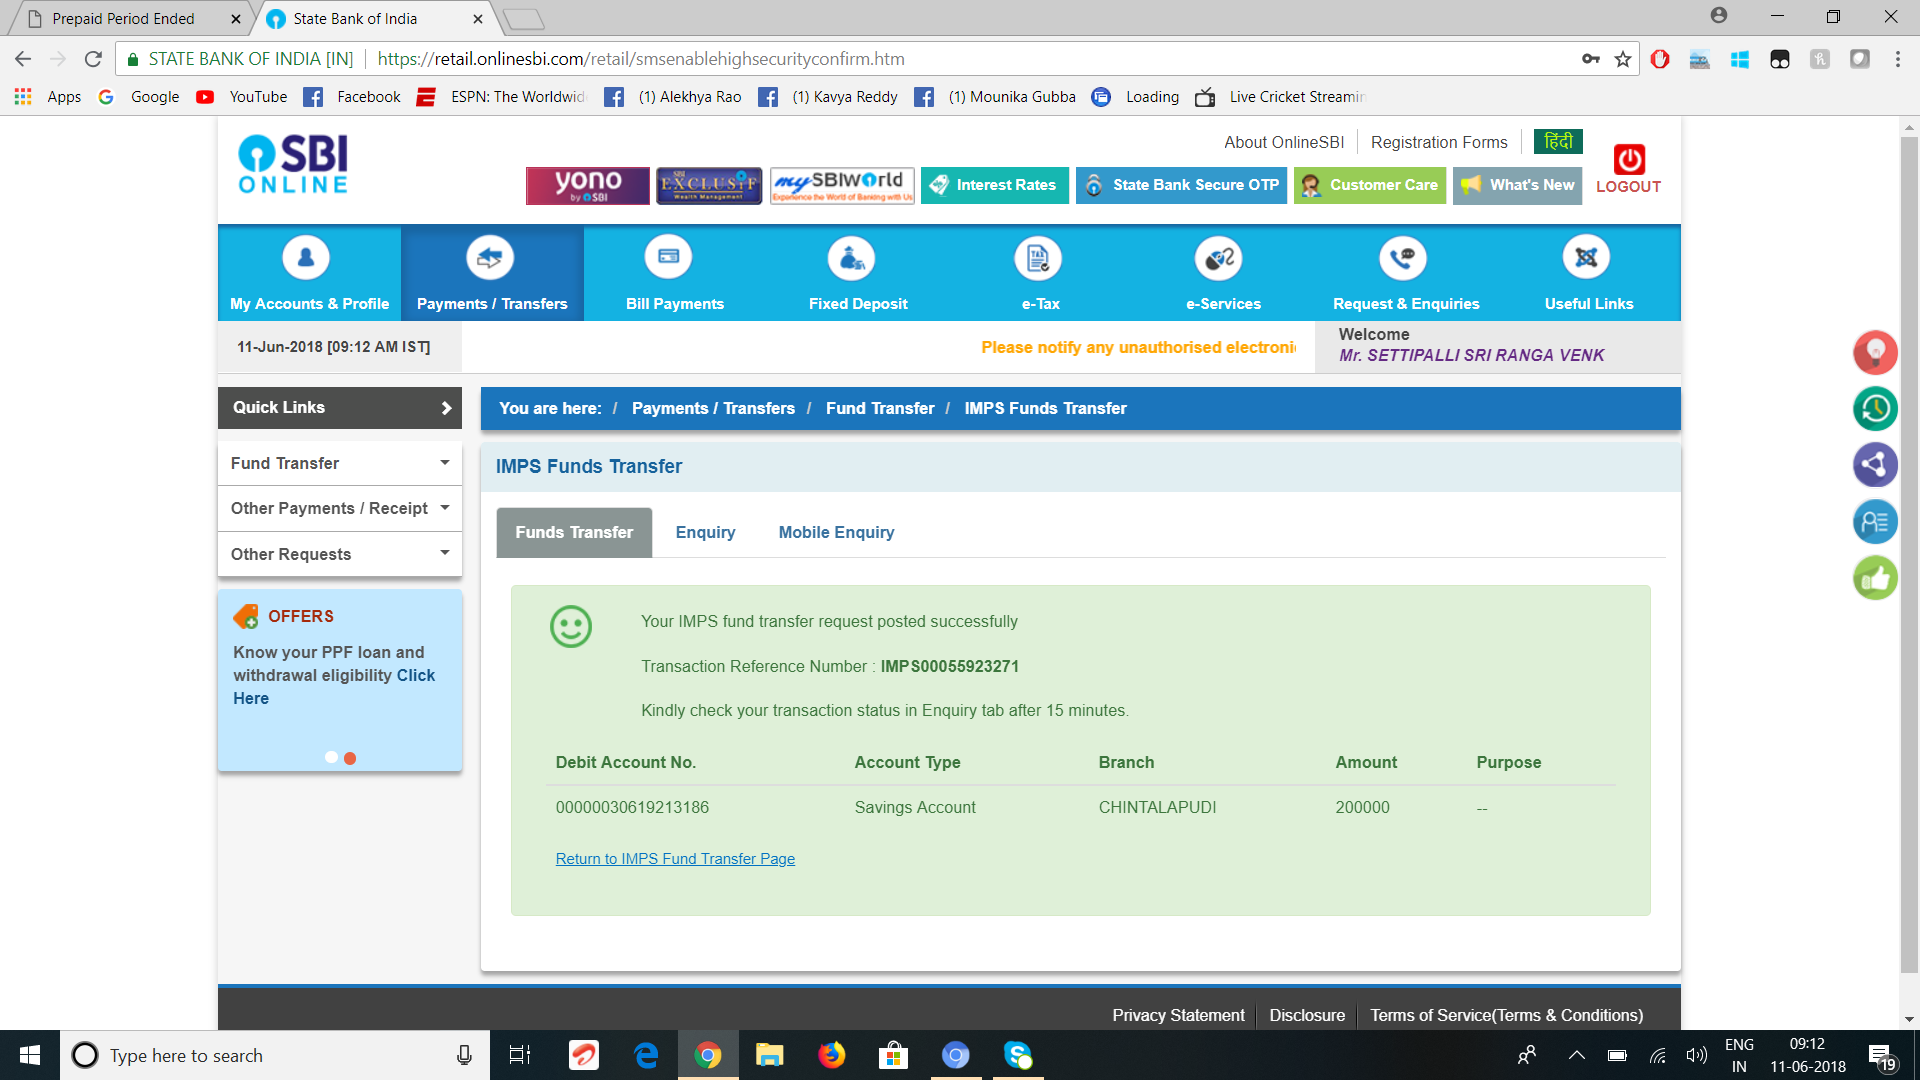 Prepaid Period Ended
State Bank of India
STATE BANK OF INDIA [IN]
https://retail.onlinesbi.com/retail/smsenablehighsecurityconfirm.htm
Apps
Google
YouTube
Facebook
ESPN: The Worldwid
(1) Alekhya Rao
(1) Kavya Reddy
(1) Mounika Gubba
Loading
Live Cricket Streamin
SBI
ONLINE
About OnlineSBI
Registration Forms
हिंदी
LOGOUT
yono
by SBI
SBI
EXCLUSIF
Wealth Management
mySBIWorld
Experience the World of Banking with Us
Interest Rates
State Bank Secure OTP
Customer Care
What's New
My Accounts & Profile
Payments / Transfers
Bill Payments
Fixed Deposit
TAX
e-Tax
e-Services
Request & Enquiries
Useful Links
11-Jun-2018 [09:12 AM IST]
Please notify any unauthorised electroni
Welcome
Mr. SETTIPALLI SRI RANGA VENK
Quick Links
Fund Transfer
Other Payments / Receipt
Other Requests
OFFERS
Know your PPF loan and
withdrawal eligibility Click
Here
You are here: / Payments / Transfers / Fund Transfer / IMPS Funds Transfer
IMPS Funds Transfer
Funds Transfer
Enquiry
Mobile Enquiry
Your IMPS fund transfer request posted successfully
Transaction Reference Number : IMPS00055923271
Kindly check your transaction status in Enquiry tab after 15 minutes.
Debit Account No. Account Type Branch Amount Purpose
00000030619213186 Savings Account CHINTALAPUDI 200000 --
Return to IMPS Fund Transfer Page
Privacy Statement
Disclosure
Terms of Service(Terms & Conditions)
Type here to search
ENG
IN
09:12
11-06-2018
19